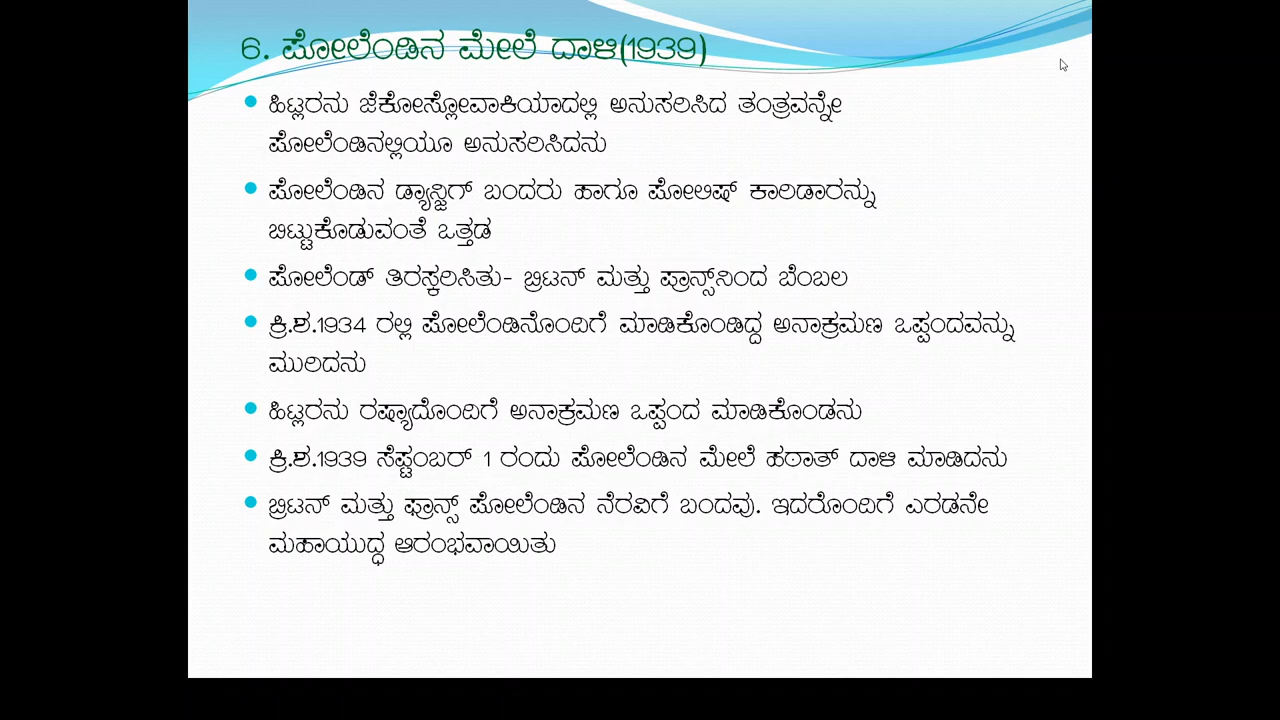 6. ಪೋಲೆಂಡಿನ ಮೇಲೆ ದಾಳಿ(1939)
ಹಿಟ್ಲರನು ಜೆಕೋಸ್ಲೋವಾಕಿಯಾದಲ್ಲಿ ಅನುಸರಿಸಿದ ತಂತ್ರವನ್ನೇ
ಪೋಲೆಂಡಿನಲ್ಲಿಯೂ ಅನುಸರಿಸಿದನು
ಪೋಲೆಂಡಿನ ಡ್ಯಾನ್ಜಿಗ್ ಬಂದರು ಹಾಗೂ ಪೋಲಿಷ್ ಕಾರಿಡಾರನ್ನು
ಬಿಟ್ಟುಕೊಡುವಂತೆ ಒತ್ತಡ
ಪೋಲೆಂಡ್ ತಿರಸ್ಕರಿಸಿತು- ಬ್ರಿಟನ್ ಮತ್ತು ಪ್ರಾನ್ಸ್‌ನಿಂದ ಬೆಂಬಲ
ಕ್ರಿ.ಶ.1934 ರಲ್ಲಿ ಪೋಲೆಂಡಿನೊಂದಿಗೆ ಮಾಡಿಕೊಂಡಿದ್ದ ಅನಾಕ್ರಮಣ ಒಪ್ಪಂದವನ್ನು
ಮುರಿದನು
ಹಿಟ್ಲರನು ರಷ್ಯಾದೊಂದಿಗೆ ಅನಾಕ್ರಮಣ ಒಪ್ಪಂದ ಮಾಡಿಕೊಂಡನು
ಕ್ರಿ.ಶ.1939 ಸೆಪ್ಟಂಬರ್ 1 ರಂದು ಪೋಲೆಂಡಿನ ಮೇಲೆ ಹಠಾತ್ ದಾಳಿ ಮಾಡಿದನು
ಬ್ರಿಟನ್ ಮತ್ತು ಫ್ರಾನ್ಸ್ ಪೋಲೆಂಡಿನ ನೆರವಿಗೆ ಬಂದವು. ಇದರೊಂದಿಗೆ ಎರಡನೇ
ಮಹಾಯುದ್ಧ ಆರಂಭವಾಯಿತು